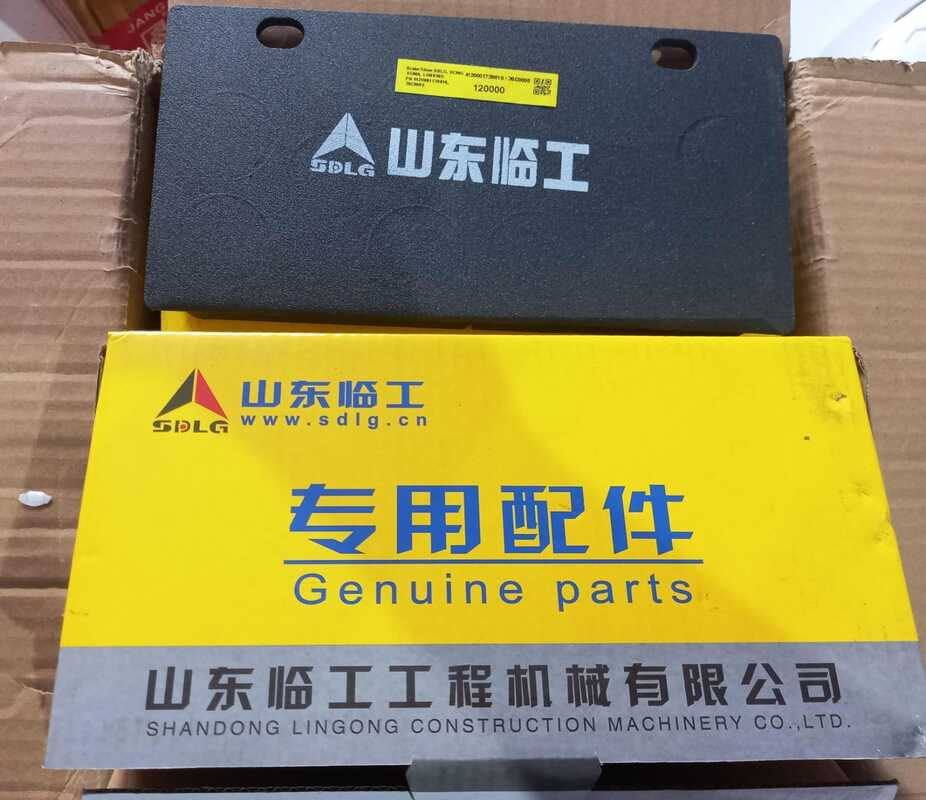 JANG
120000
SDLG 山东临工
山东临工
SDLG www.sdlg.cn
专用配件
Genuine parts
山东临工工程机械有限公司
SHANDONG LINGONG CONSTRUCTION MACHINERY CO.,LTD.